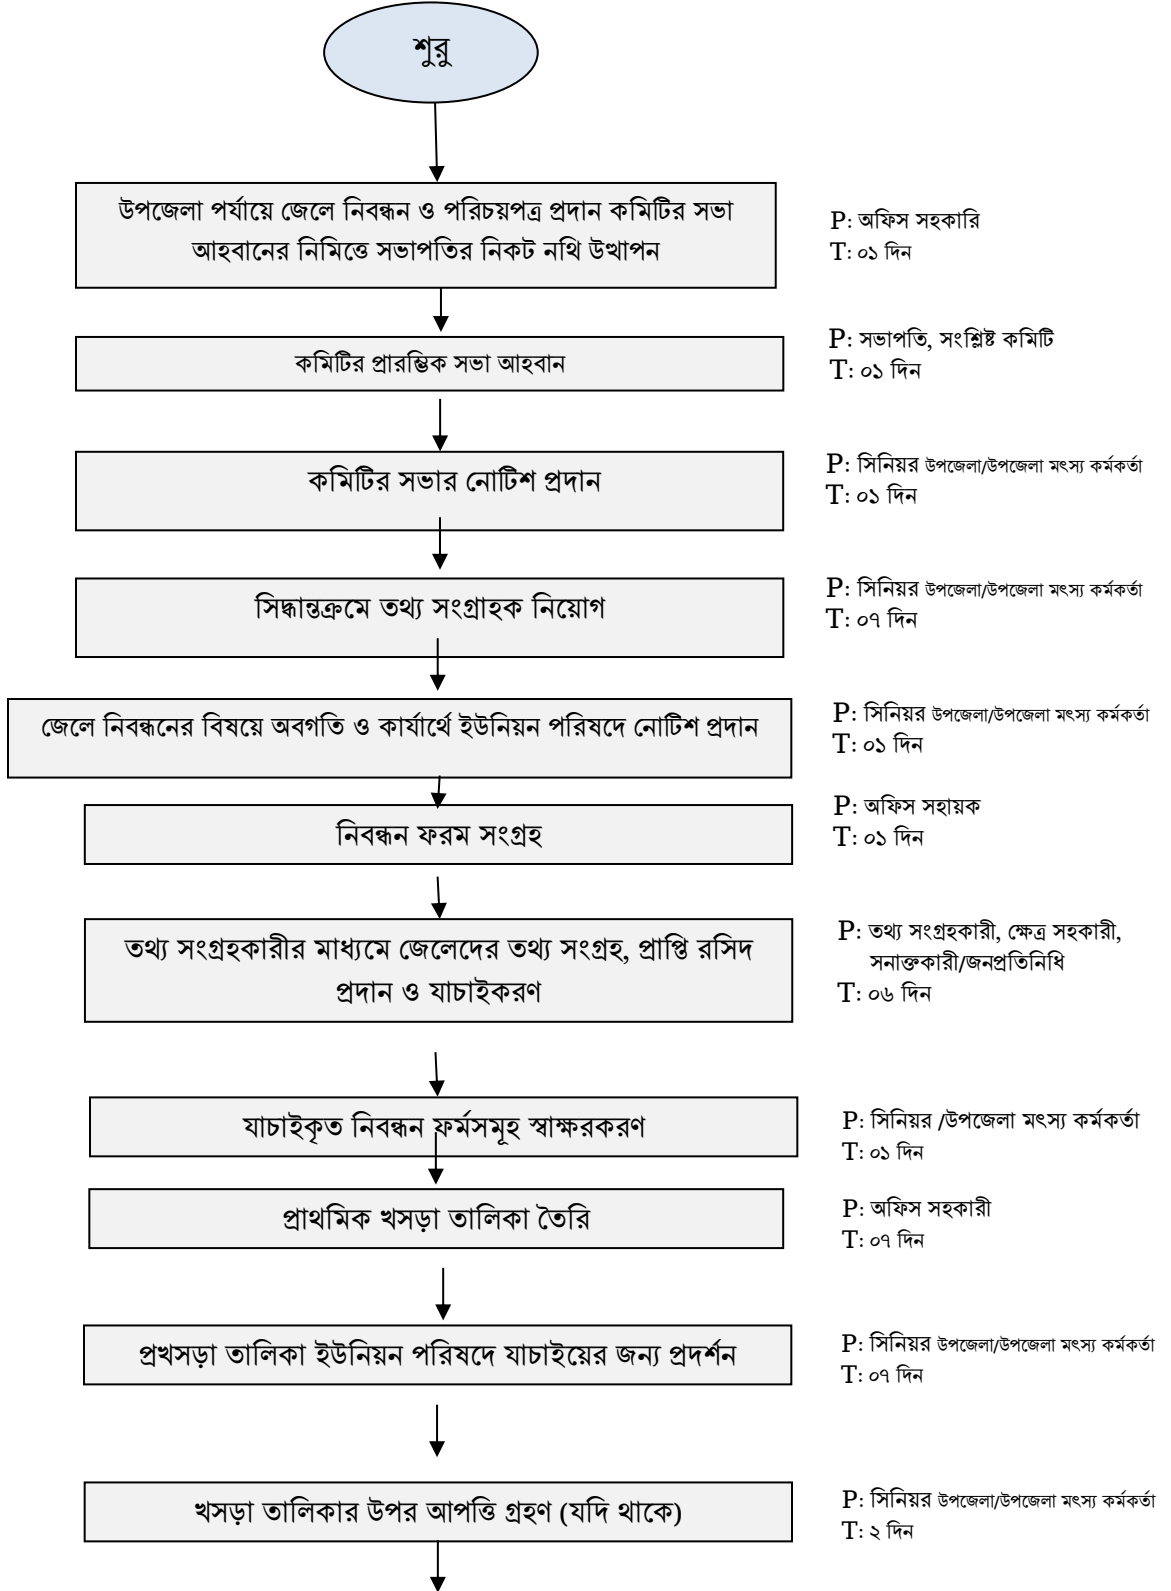 শুরু
উপজেলা পর্যায়ে জেলে নিবন্ধন ও পরিচয়পত্র প্রদান কমিটির সভা
আহবানের নিমিত্তে সভাপতির নিকট নথি উত্থাপন
P: অফিস সহকারি
T: ০১ দিন
কমিটির প্রারম্ভিক সভা আহবান
P: সভাপতি, সংশ্লিষ্ট কমিটি
T: ০১ দিন
কমিটির সভার নোটিশ প্রদান
P: সিনিয়র উপজেলা/উপজেলা মৎস্য কর্মকর্তা
T: ০১ দিন
সিদ্ধান্তক্রমে তথ্য সংগ্রাহক নিয়োগ
P: সিনিয়র উপজেলা/উপজেলা মৎস্য কর্মকর্তা
T: ০৭ দিন
জেলে নিবন্ধনের বিষয়ে অবগতি ও কার্যার্থে ইউনিয়ন পরিষদে নোটিশ প্রদান
P: সিনিয়র উপজেলা/উপজেলা মৎস্য কর্মকর্তা
T: ০১ দিন
নিবন্ধন ফরম সংগ্রহ
P: অফিস সহায়ক
T: ০১ দিন
তথ্য সংগ্রহকারীর মাধ্যমে জেলেদের তথ্য সংগ্রহ, প্রাপ্তি রসিদ
প্রদান ও যাচাইকরণ
P: তথ্য সংগ্রহকারী, ক্ষেত্র সহকারী,
সনাক্তকারী/জনপ্রতিনিধি
T: ০৬ দিন
যাচাইকৃত নিবন্ধন ফর্মসমূহ স্বাক্ষরকরণ
P: সিনিয়র /উপজেলা মৎস্য কর্মকর্তা
T: ০১ দিন
প্রাথমিক খসড়া তালিকা তৈরি
P: অফিস সহকারী
T: ০৭ দিন
প্রখসড়া তালিকা ইউনিয়ন পরিষদে যাচাইয়ের জন্য প্রদর্শন
P: সিনিয়র উপজেলা/উপজেলা মৎস্য কর্মকর্তা
T: ০৭ দিন
খসড়া তালিকার উপর আপত্তি গ্রহণ (যদি থাকে)
P: সিনিয়র উপজেলা/উপজেলা মৎস্য কর্মকর্তা
T: ২ দিন